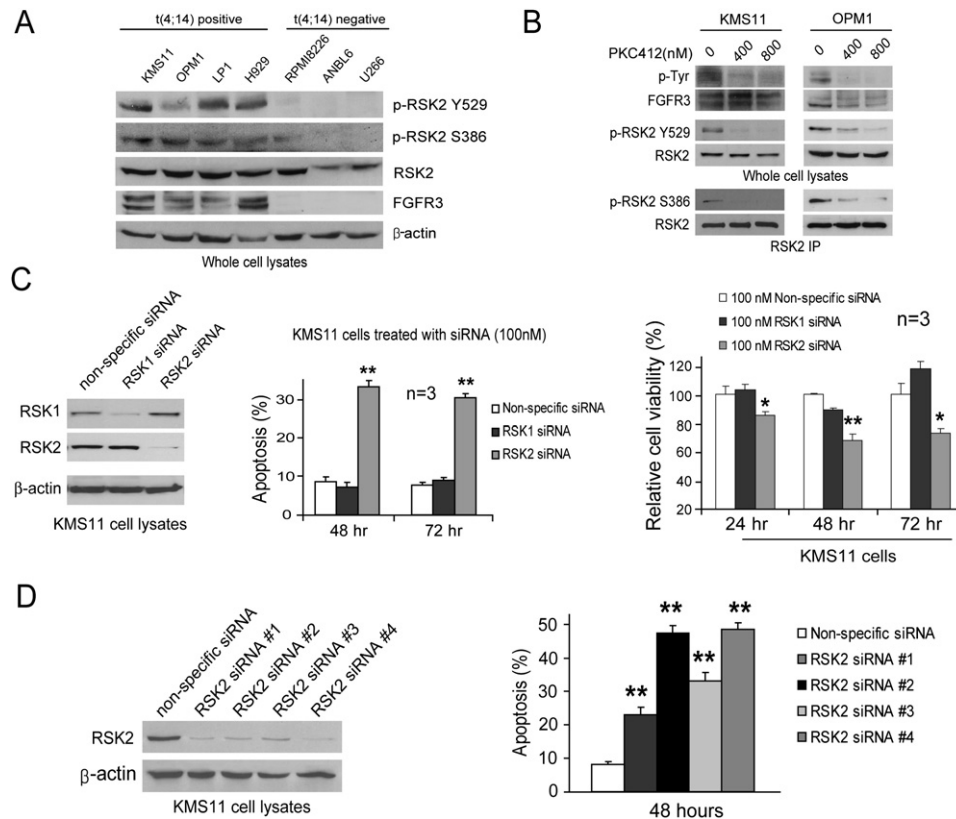 A
t(4;14) positive
t(4;14) negative
KMS11
OPM1
LP1
H929
RPMI8226
ANBL6
U266
p-RSK2 Y529
p-RSK2 S386
RSK2
FGFR3
β-actin
Whole cell lysates
B
KMS11
OPM1
PKC412(nM)
0
400
800
0
400
800
p-Tyr
FGFR3
p-RSK2 Y529
RSK2
Whole cell lysates
p-RSK2 S386
RSK2
RSK2 IP
C
non-specific siRNA
RSK1 siRNA
RSK2 siRNA
RSK1
RSK2
β-actin
KMS11 cell lysates
KMS11 cells treated with siRNA (100nM)
Apoptosis (%)
30
20
10
0
**
**
n=3
Non-specific siRNA
RSK1 siRNA
RSK2 siRNA
48 hr
72 hr
100 nM Non-specific siRNA
100 nM RSK1 siRNA
100 nM RSK2 siRNA
n=3
Relative cell viability (%)
120
100
80
60
40
20
*
**
*
24 hr
48 hr
72 hr
KMS11 cells
D
non-specific siRNA
RSK2 siRNA #1
RSK2 siRNA #2
RSK2 siRNA #3
RSK2 siRNA #4
RSK2
β-actin
KMS11 cell lysates
Apoptosis (%)
50
40
30
20
10
0
**
**
**
**
48 hours
Non-specific siRNA
RSK2 siRNA #1
RSK2 siRNA #2
RSK2 siRNA #3
RSK2 siRNA #4